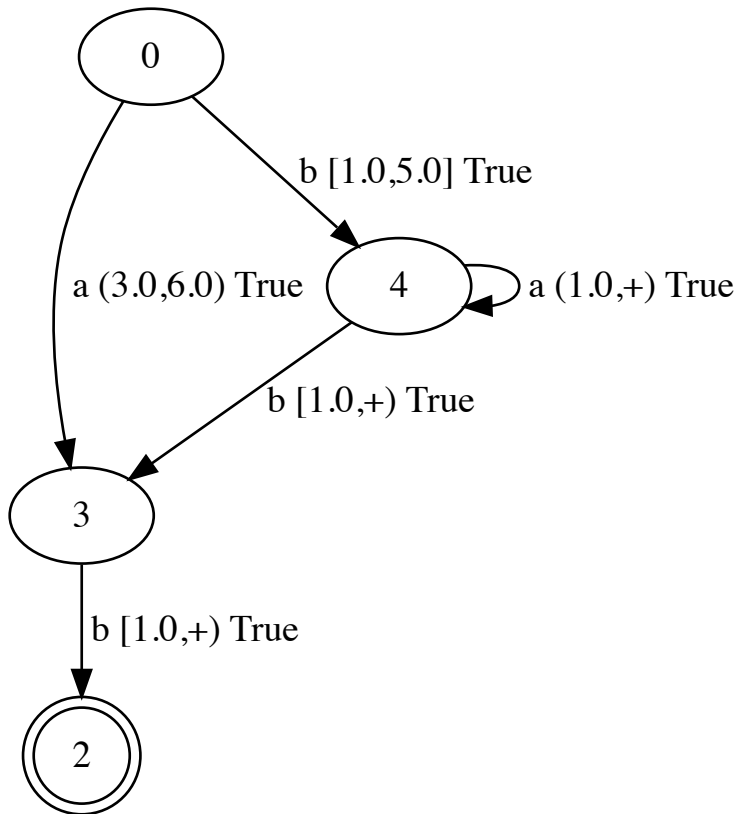 0
b [1.0,5.0] True
a (3.0,6.0) True
4
a (1.0,+) True
b [1.0,+) True
3
b [1.0,+) True
2